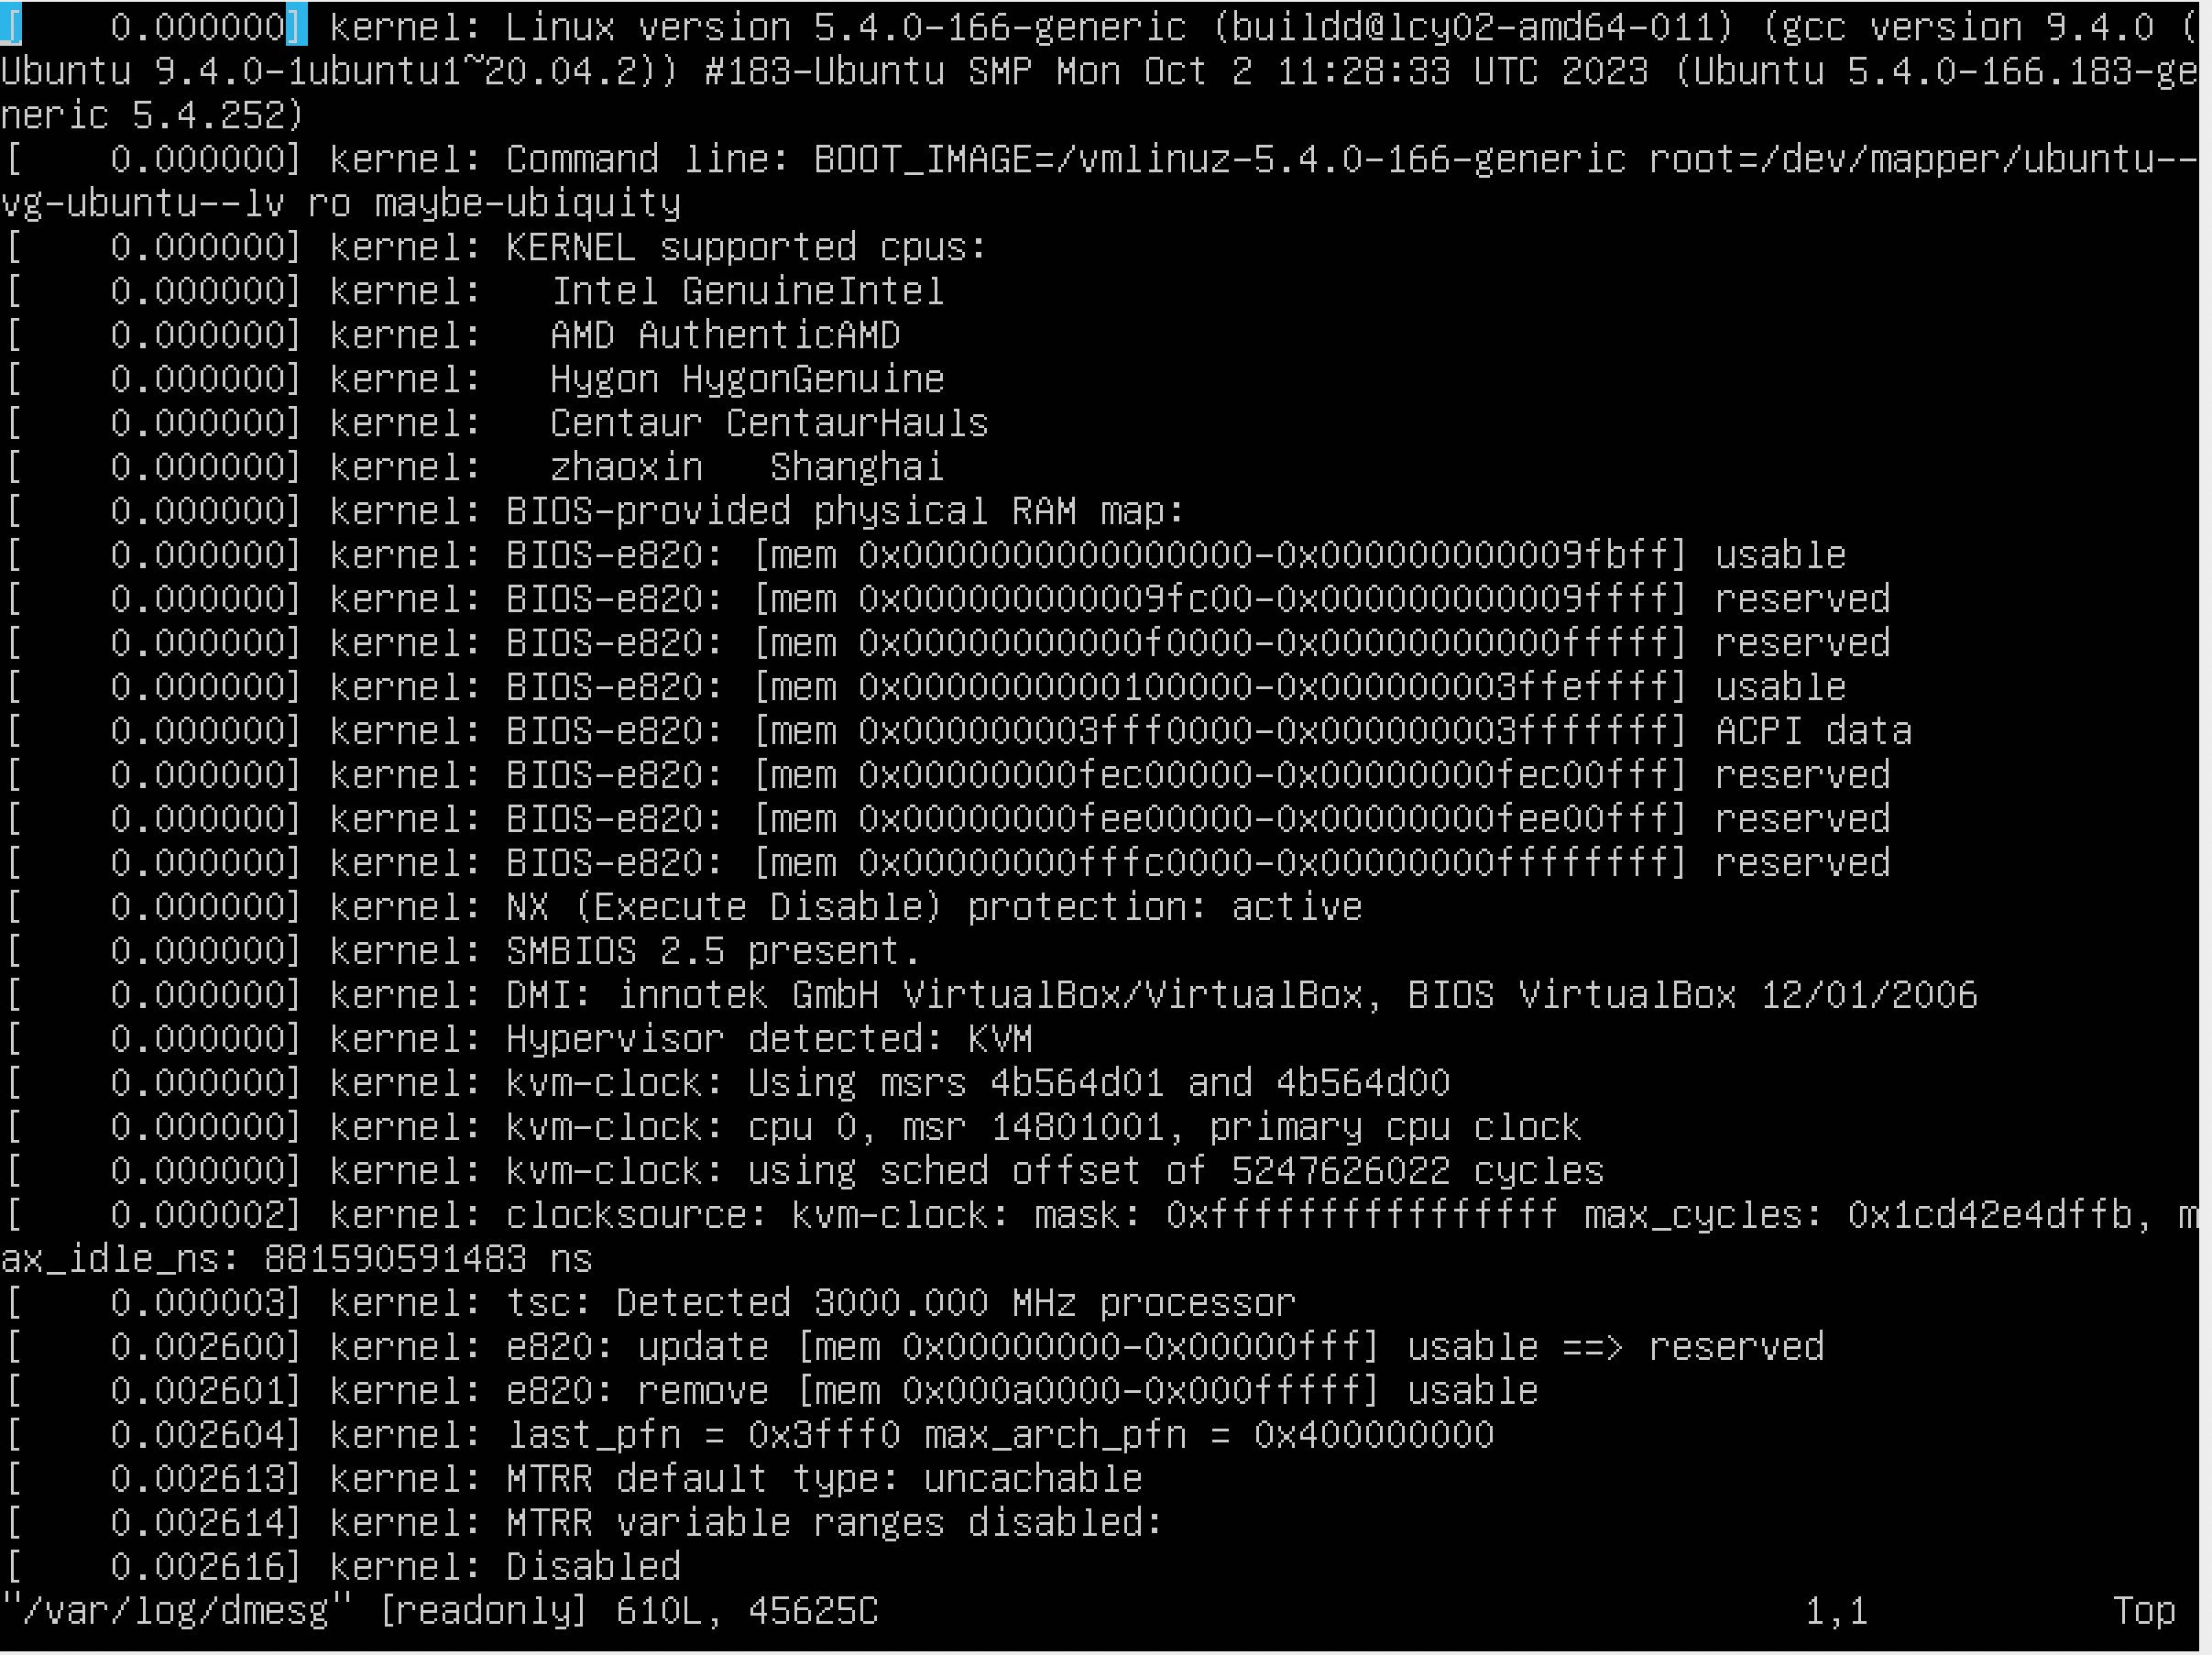 [    0.000000] kernel: Linux version 5.4.0-166-generic (buildd@lcy02-amd64-011) (gcc version 9.4.0 (
Ubuntu 9.4.0-1ubuntu1~20.04.2)) #183-Ubuntu SMP Mon Oct 2 11:28:33 UTC 2023 (Ubuntu 5.4.0-166.183-ge
neric 5.4.252)
[    0.000000] kernel: Command line: BOOT_IMAGE=/vmlinuz-5.4.0-166-generic root=/dev/mapper/ubuntu--
vg-ubuntu--lv ro maybe-ubiquity
[    0.000000] kernel: KERNEL supported cpus:
[    0.000000] kernel:   Intel GenuineIntel
[    0.000000] kernel:   AMD AuthenticAMD
[    0.000000] kernel:   Hygon HygonGenuine
[    0.000000] kernel:   Centaur CentaurHauls
[    0.000000] kernel:   zhaoxin   Shanghai
[    0.000000] kernel: BIOS-provided physical RAM map:
[    0.000000] kernel: BIOS-e820: [mem 0x0000000000000000-0x000000000009fbff] usable
[    0.000000] kernel: BIOS-e820: [mem 0x000000000009fc00-0x000000000009ffff] reserved
[    0.000000] kernel: BIOS-e820: [mem 0x00000000000f0000-0x00000000000fffff] reserved
[    0.000000] kernel: BIOS-e820: [mem 0x0000000000100000-0x000000003ffeffff] usable
[    0.000000] kernel: BIOS-e820: [mem 0x000000003fff0000-0x000000003fffffff] ACPI data
[    0.000000] kernel: BIOS-e820: [mem 0x00000000fec00000-0x00000000fec00fff] reserved
[    0.000000] kernel: BIOS-e820: [mem 0x00000000fee00000-0x00000000fee00fff] reserved
[    0.000000] kernel: BIOS-e820: [mem 0x00000000fffc0000-0x00000000ffffffff] reserved
[    0.000000] kernel: NX (Execute Disable) protection: active
[    0.000000] kernel: SMBIOS 2.5 present.
[    0.000000] kernel: DMI: innotek GmbH VirtualBox/VirtualBox, BIOS VirtualBox 12/01/2006
[    0.000000] kernel: Hypervisor detected: KVM
[    0.000000] kernel: kvm-clock: Using msrs 4b564d01 and 4b564d00
[    0.000000] kernel: kvm-clock: cpu 0, msr 14801001, primary cpu clock
[    0.000000] kernel: kvm-clock: using sched offset of 5247626022 cycles
[    0.000002] kernel: clocksource: kvm-clock: mask: 0xffffffffffffffff max_cycles: 0x1cd42e4dffb, m
ax_idle_ns: 881590591483 ns
[    0.000003] kernel: tsc: Detected 3000.000 MHz processor
[    0.002600] kernel: e820: update [mem 0x00000000-0x00000fff] usable ==> reserved
[    0.002601] kernel: e820: remove [mem 0x000a0000-0x000fffff] usable
[    0.002604] kernel: last_pfn = 0x3fff0 max_arch_pfn = 0x400000000
[    0.002613] kernel: MTRR default type: uncachable
[    0.002614] kernel: MTRR variable ranges disabled:
[    0.002616] kernel: Disabled
"/var/log/dmesg" [readonly] 610L, 45625C                                          1,1           Top